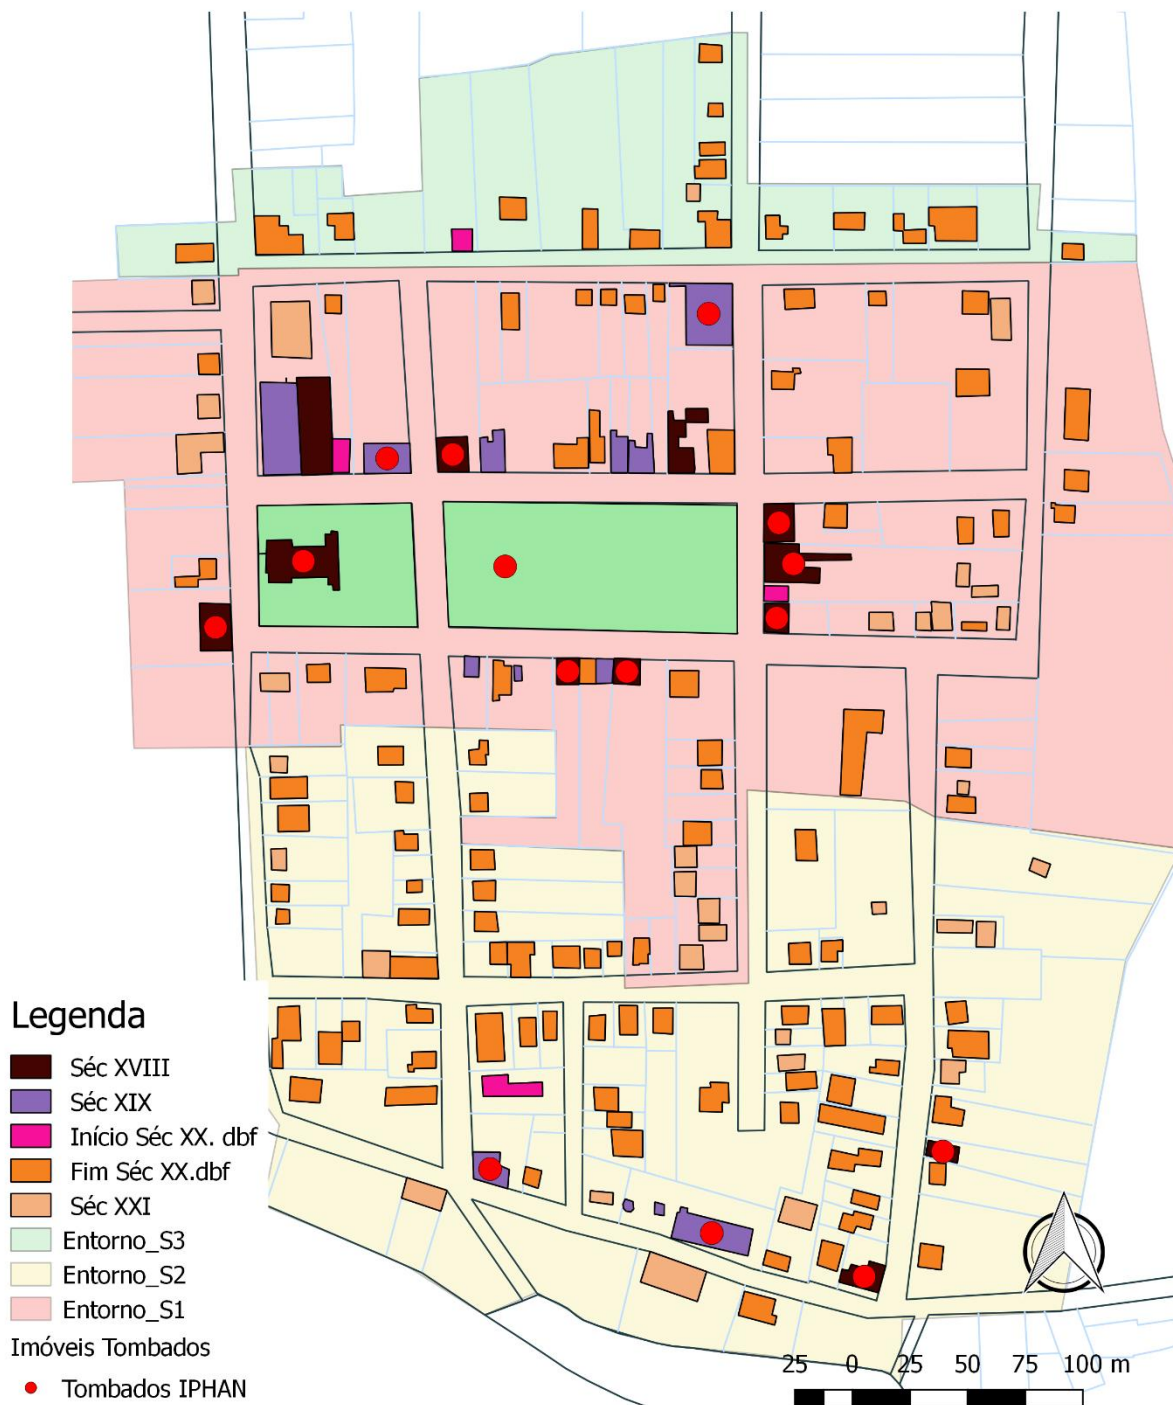 Legenda
Séc XVIII
Séc XIX
Início Séc XX. dbf
Fim Séc XX.dbf
Séc XXI
Entorno_S3
Entorno_S2
Entorno_S1
Imóveis Tombados
Tombados IPHAN
25 0 25 50 75 100 m